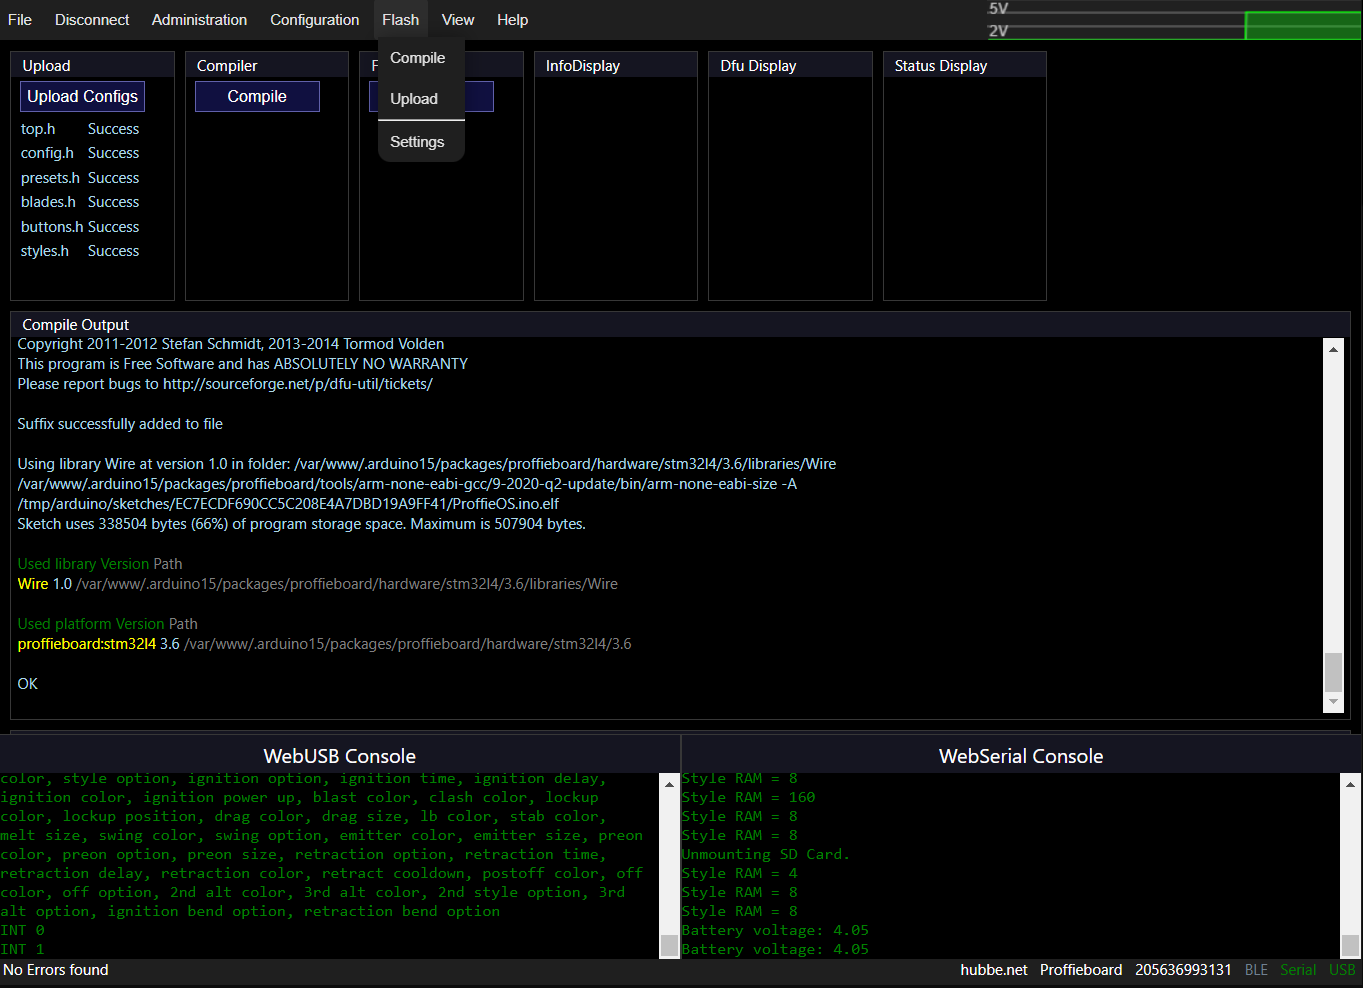 File Disconnect Administration Configuration Flash View Help
5V
2V
Compile
Upload
Settings
Upload
Upload Configs
top.h Success
config.h Success
presets.h Success
blades.h Success
buttons.h Success
styles.h Success
Compiler
Compile
F
InfoDisplay
Dfu Display
Status Display
Compile Output
Copyright 2011-2012 Stefan Schmidt, 2013-2014 Tormod Volden
This program is Free Software and has ABSOLUTELY NO WARRANTY
Please report bugs to http://sourceforge.net/p/dfu-util/tickets/
Suffix successfully added to file
Using library Wire at version 1.0 in folder: /var/www/.arduino15/packages/proffieboard/hardware/stm32l4/3.6/libraries/Wire
/var/www/.arduino15/packages/proffieboard/tools/arm-none-eabi-gcc/9-2020-q2-update/bin/arm-none-eabi-size -A
/tmp/arduino/sketches/EC7ECDF690CC5C208E4A7DBD19A9FF41/ProffieOS.ino.elf
Sketch uses 338504 bytes (66%) of program storage space. Maximum is 507904 bytes.
Used library Version Path
Wire 1.0 /var/www/.arduino15/packages/proffieboard/hardware/stm32l4/3.6/libraries/Wire
Used platform Version Path
proffieboard:stm32l4 3.6 /var/www/.arduino15/packages/proffieboard/hardware/stm32l4/3.6
OK
WebUSB Console
color, style option, ignition option, ignition time, ignition delay,
ignition color, ignition power up, blast color, clash color, lockup
color, lockup position, drag color, drag size, lb color, stab color,
melt size, swing color, swing option, emitter color, emitter size, preon
color, preon option, preon size, retraction option, retraction time,
retraction delay, retraction color, retract cooldown, postoff color, off
color, off option, 2nd alt color, 3rd alt color, 2nd style option, 3rd
alt option, ignition bend option, retraction bend option
INT 0
INT 1
WebSerial Console
Style RAM = 8
Style RAM = 160
Style RAM = 8
Style RAM = 8
Unmounting SD Card.
Style RAM = 4
Style RAM = 8
Style RAM = 8
Battery voltage: 4.05
Battery voltage: 4.05
No Errors found
hubbe.net Proffieboard 205636993131 BLE Serial USB